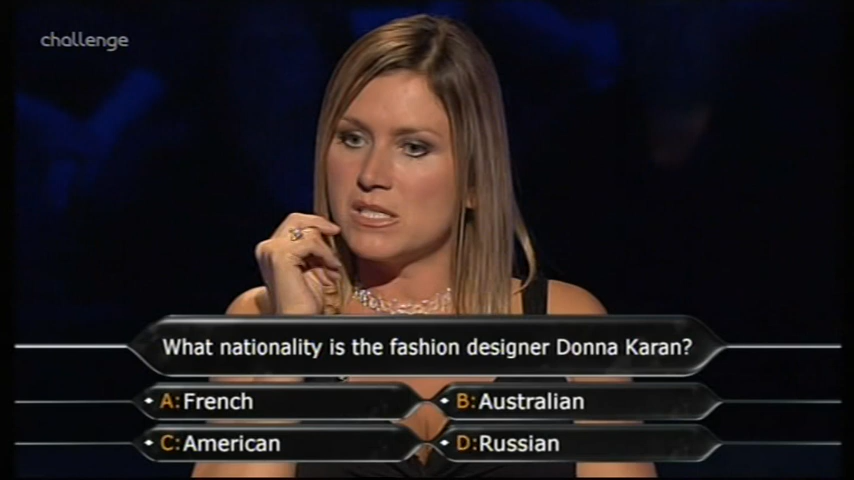 challenge
What nationality is the fashion designer Donna Karan?
A:French
B:Australian
C:American
D:Russian